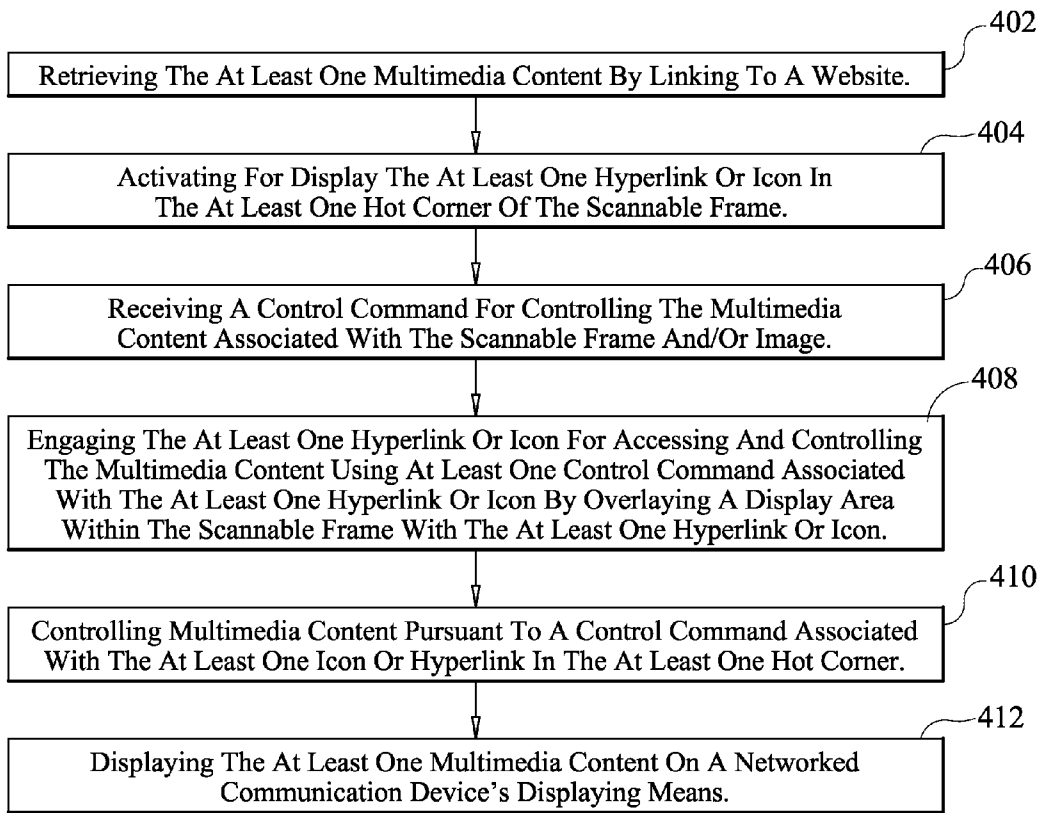 402
Retrieving The At Least One Multimedia Content By Linking To A Website.
404
Activating For Display The At Least One Hyperlink Or Icon In
The At Least One Hot Corner Of The Scannable Frame.
406
Receiving A Control Command For Controlling The Multimedia
Content Associated With The Scannable Frame And/Or Image.
408
Engaging The At Least One Hyperlink Or Icon For Accessing And Controlling
The Multimedia Content Using At Least One Control Command Associated
With The At Least One Hyperlink Or Icon By Overlaying A Display Area
Within The Scannable Frame With The At Least One Hyperlink Or Icon.
410
Controlling Multimedia Content Pursuant To A Control Command Associated
With The At Least One Icon Or Hyperlink In The At Least One Hot Corner.
412
Displaying The At Least One Multimedia Content On A Networked
Communication Device's Displaying Means.